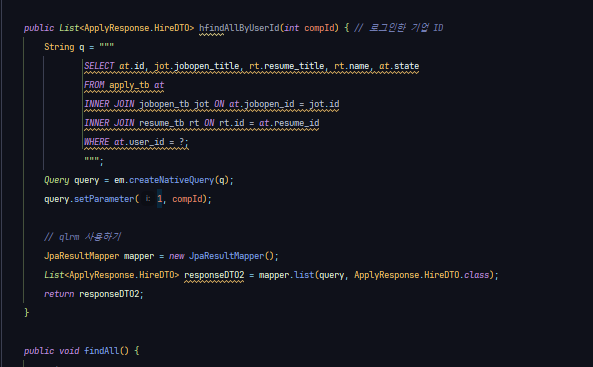 public List<ApplyResponse.HireDTO> hfindAllByUserId(int compId) { // 로그인한 기업 ID
String q = """
SELECT at.id, jot.jobopen_title, rt.resume_title, rt.name, at.state
FROM apply_tb at
INNER JOIN jobopen_tb jot ON at.jobopen_id = jot.id
INNER JOIN resume_tb rt ON rt.id = at.resume_id
WHERE at.user_id = ?;
""";
Query query = em.createNativeQuery(q);
query.setParameter( i: 1, compId);
// qlrm 사용하기
JpaResultMapper mapper = new JpaResultMapper();
List<ApplyResponse.HireDTO> responseDTO2 = mapper.list(query, ApplyResponse.HireDTO.class);
return responseDTO2;
}
public void findAll() {